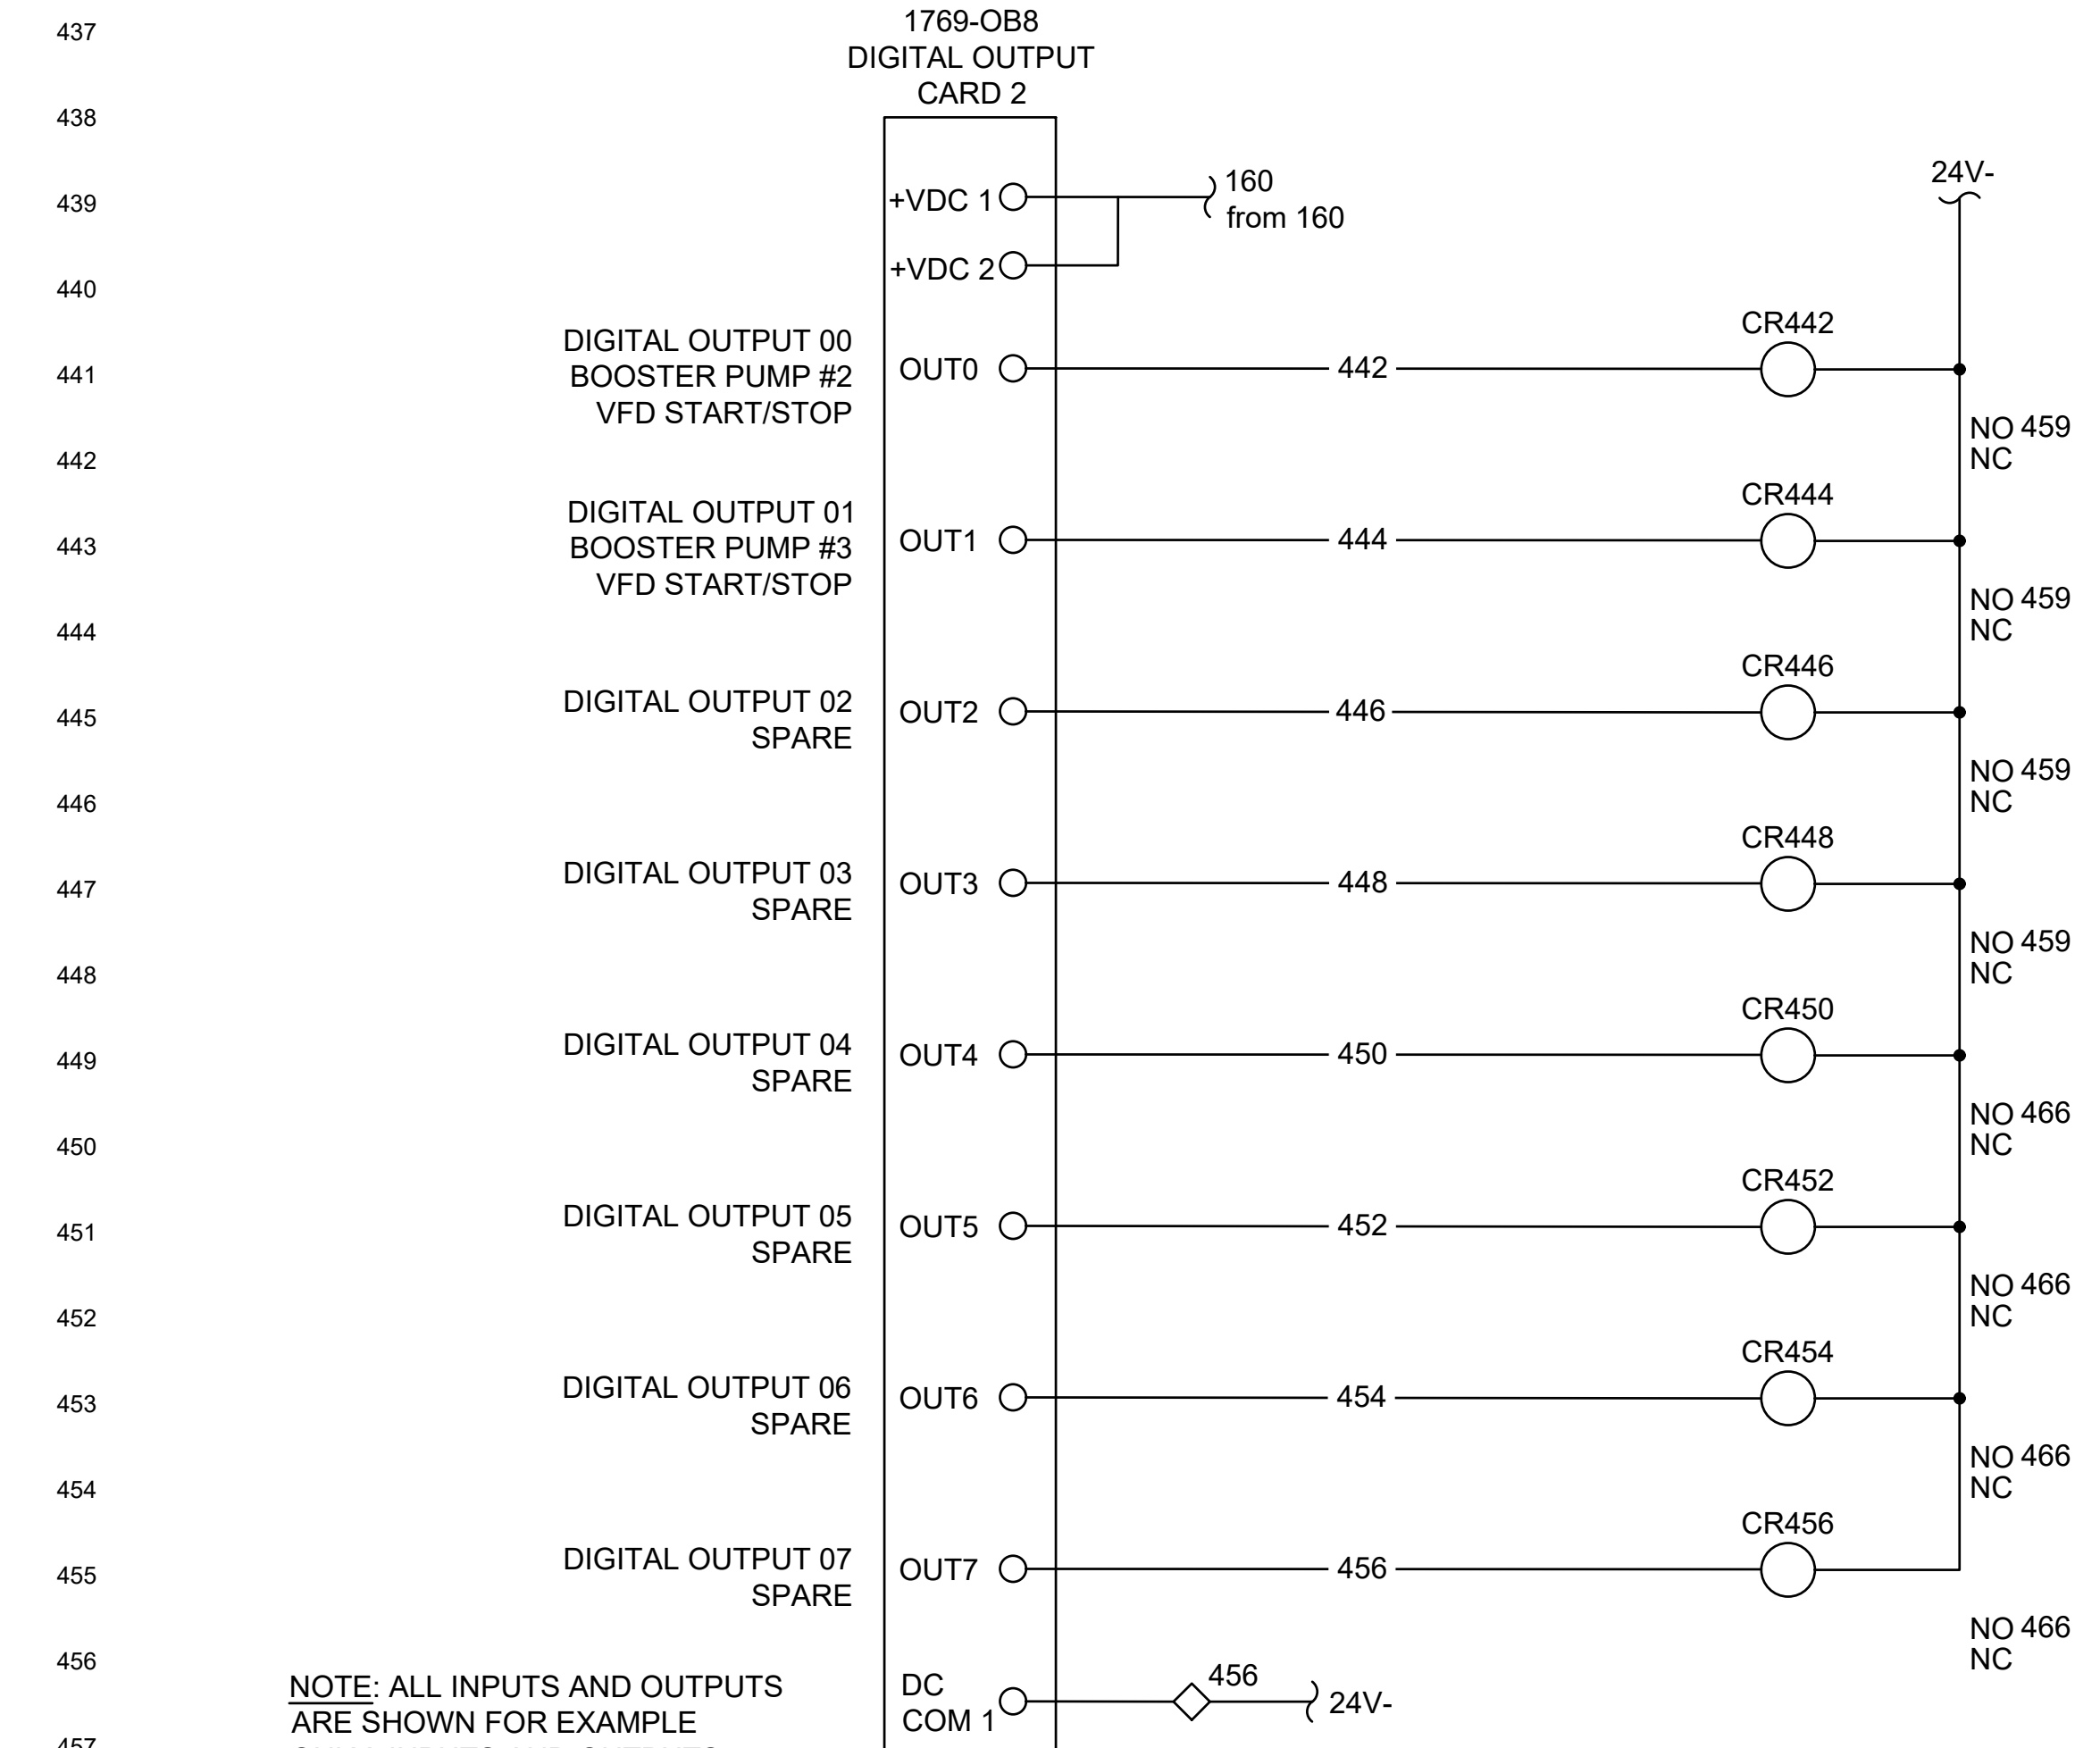 437
1769-OB8
DIGITAL OUTPUT
CARD 2
438
24V-
439
+VDC 1
160
from 160
+VDC 2
440
DIGITAL OUTPUT 00
BOOSTER PUMP #2
VFD START/STOP
441
OUT0
442
CR442
NO 459
NC
442
DIGITAL OUTPUT 01
BOOSTER PUMP #3
VFD START/STOP
443
OUT1
444
CR444
NO 459
NC
444
DIGITAL OUTPUT 02
SPARE
445
OUT2
446
CR446
NO 459
NC
446
DIGITAL OUTPUT 03
SPARE
447
OUT3
448
CR448
NO 459
NC
448
DIGITAL OUTPUT 04
SPARE
449
OUT4
450
CR450
NO 466
NC
450
DIGITAL OUTPUT 05
SPARE
451
OUT5
452
CR452
NO 466
NC
452
DIGITAL OUTPUT 06
SPARE
453
OUT6
454
CR454
NO 466
NC
454
DIGITAL OUTPUT 07
SPARE
455
OUT7
456
CR456
NO 466
NC
456
NOTE: ALL INPUTS AND OUTPUTS
ARE SHOWN FOR EXAMPLE
DC
COM 1
456
24V-
457